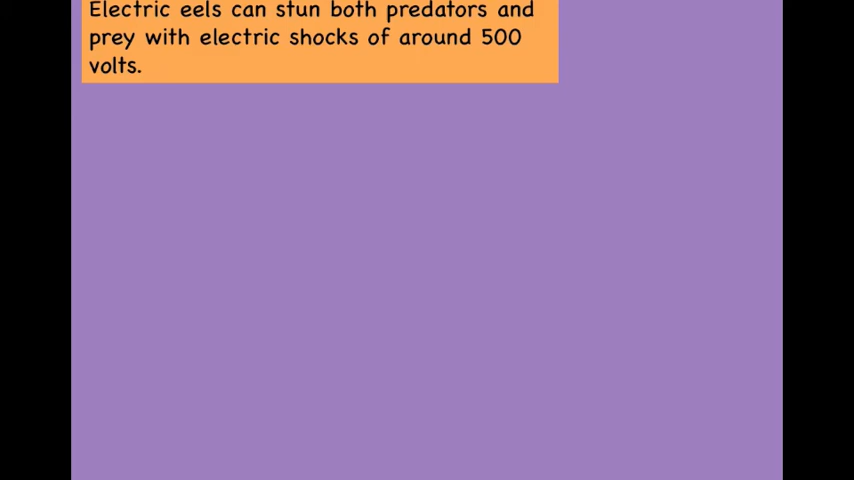 Electric eels can stun both predators and
prey with electric shocks of around 500
volts.